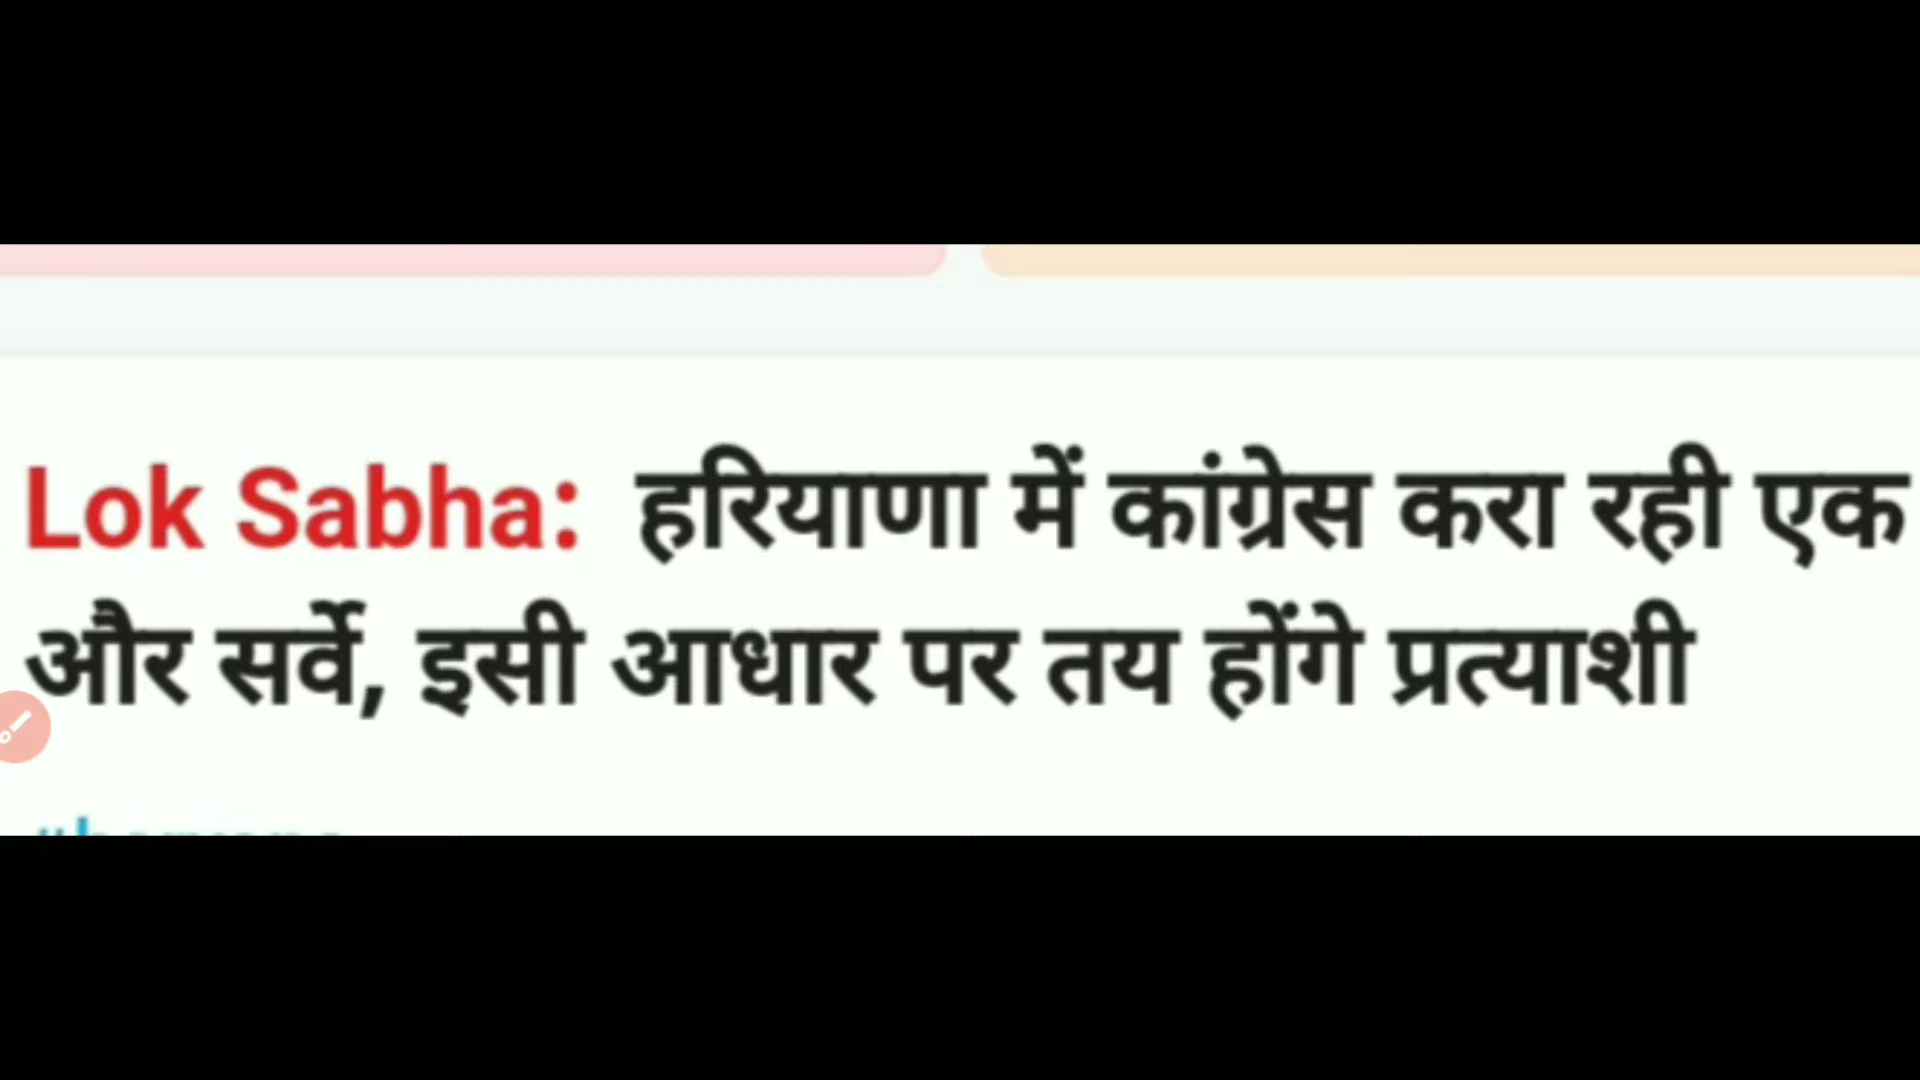 Lok Sabha: हरियाणा में कांग्रेस करा रही एक
और सर्वे, इसी आधार पर तय होंगे प्रत्याशी